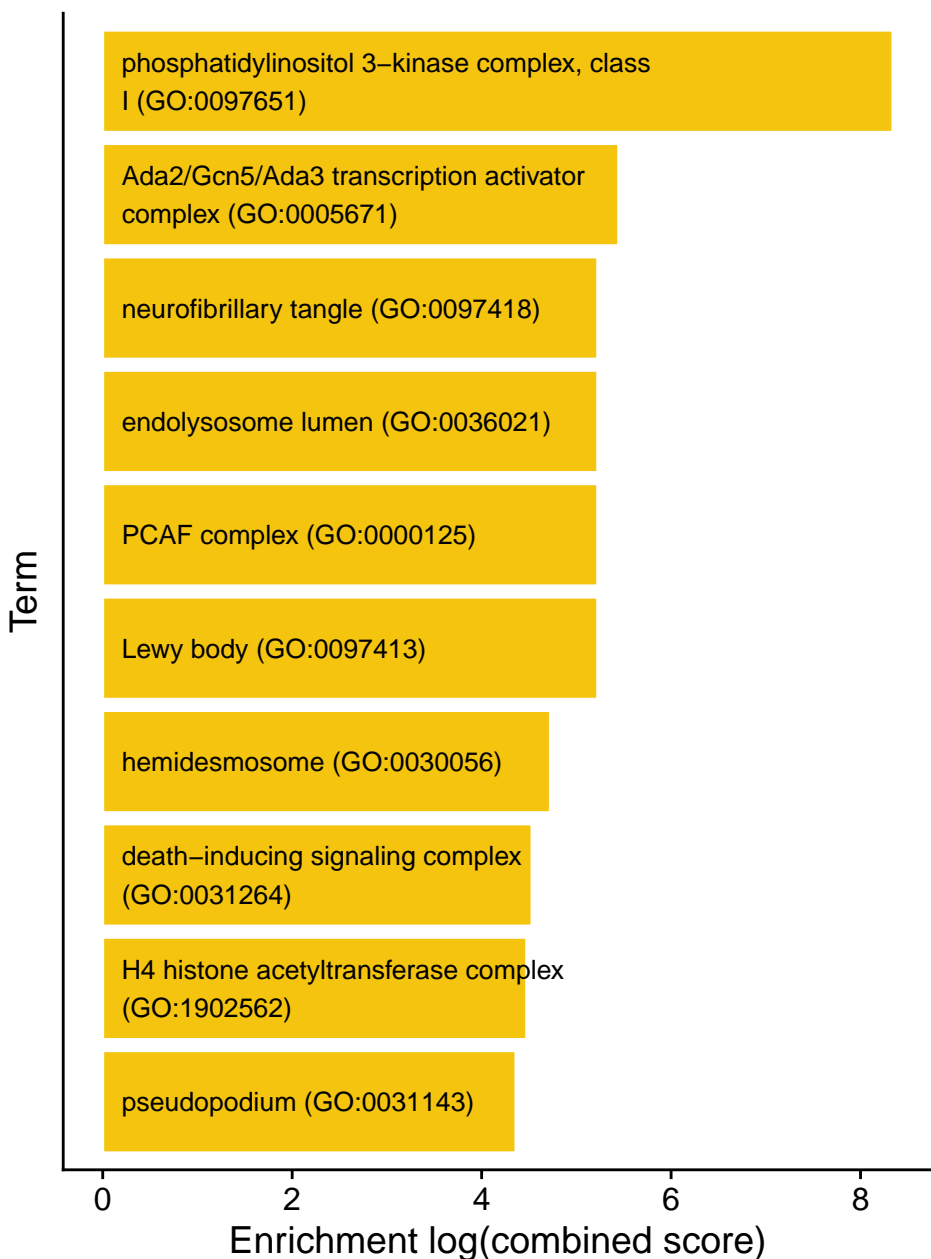 phosphatidylinositol 3−kinase complex, class
I (GO:0097651)
Ada2/Gcn5/Ada3 transcription activator
complex (GO:0005671)
neurofibrillary tangle (GO:0097418)
endolysosome lumen (GO:0036021)
PCAF complex (GO:0000125)
Lewy body (GO:0097413)
hemidesmosome (GO:0030056)
death−inducing signaling complex
(GO:0031264)
H4 histone acetyltransferase complex
(GO:1902562)
pseudopodium (GO:0031143)
Term
0 2 4 6 8
Enrichment log(combined score)